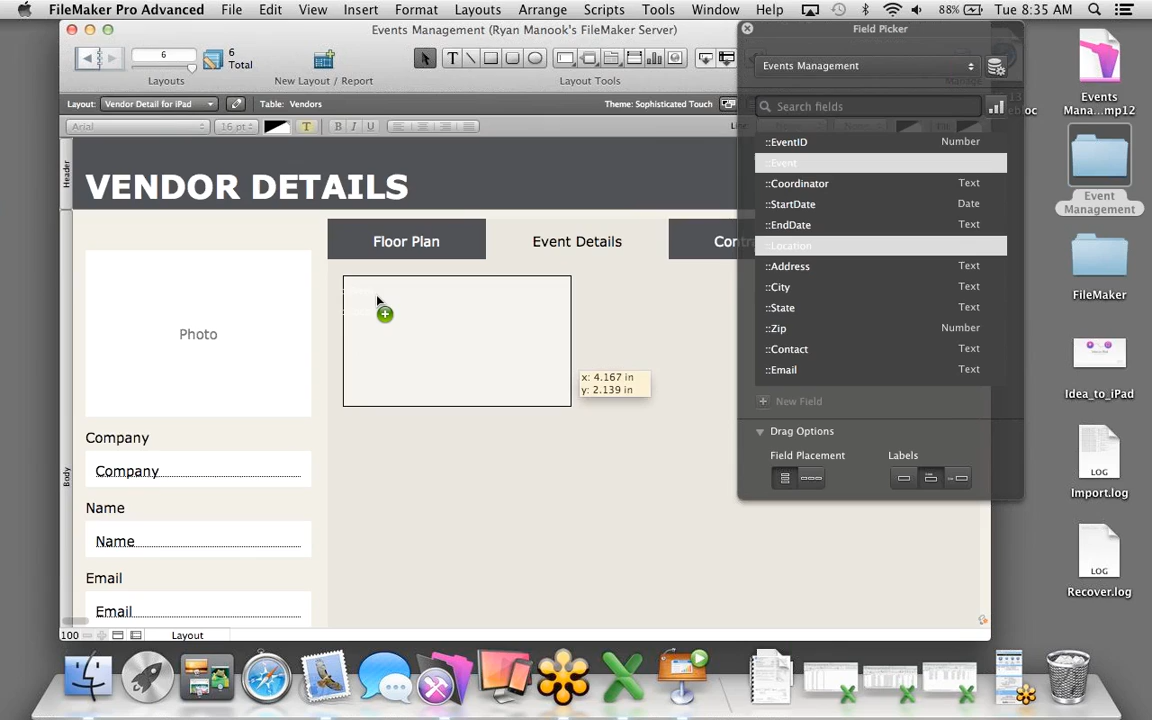 FileMaker Pro Advanced File Edit View Insert Format Layouts Arrange Scripts Tools Window Help 88% Tue 8:35 AM
Events Management (Ryan Manook's FileMaker Server)
6
6
Total
Layouts
New Layout / Report
Layout Tools
Layout: Vendor Detail for iPad Table: Vendors Theme: Sophisticated Touch
Arial 16 pt B I U
Header
VENDOR DETAILS
Floor Plan
Event Details
Photo
x: 4.167 in
y: 2.139 in
Company
Company
Name
Name
Email
Email
Body
100
Layout
Field Picker
Events Management
Search fields
::EventID Number
::Event
::Coordinator Text
::StartDate Date
::EndDate Text
::Location
::Address Text
::City Text
::State Text
::Zip Number
::Contact Text
::Email Text
New Field
Drag Options
Field Placement
Labels
Events
Mana....mp12
Event
Management
FileMaker
Idea_to_iPad
LOG
Import.log
LOG
Recover.log